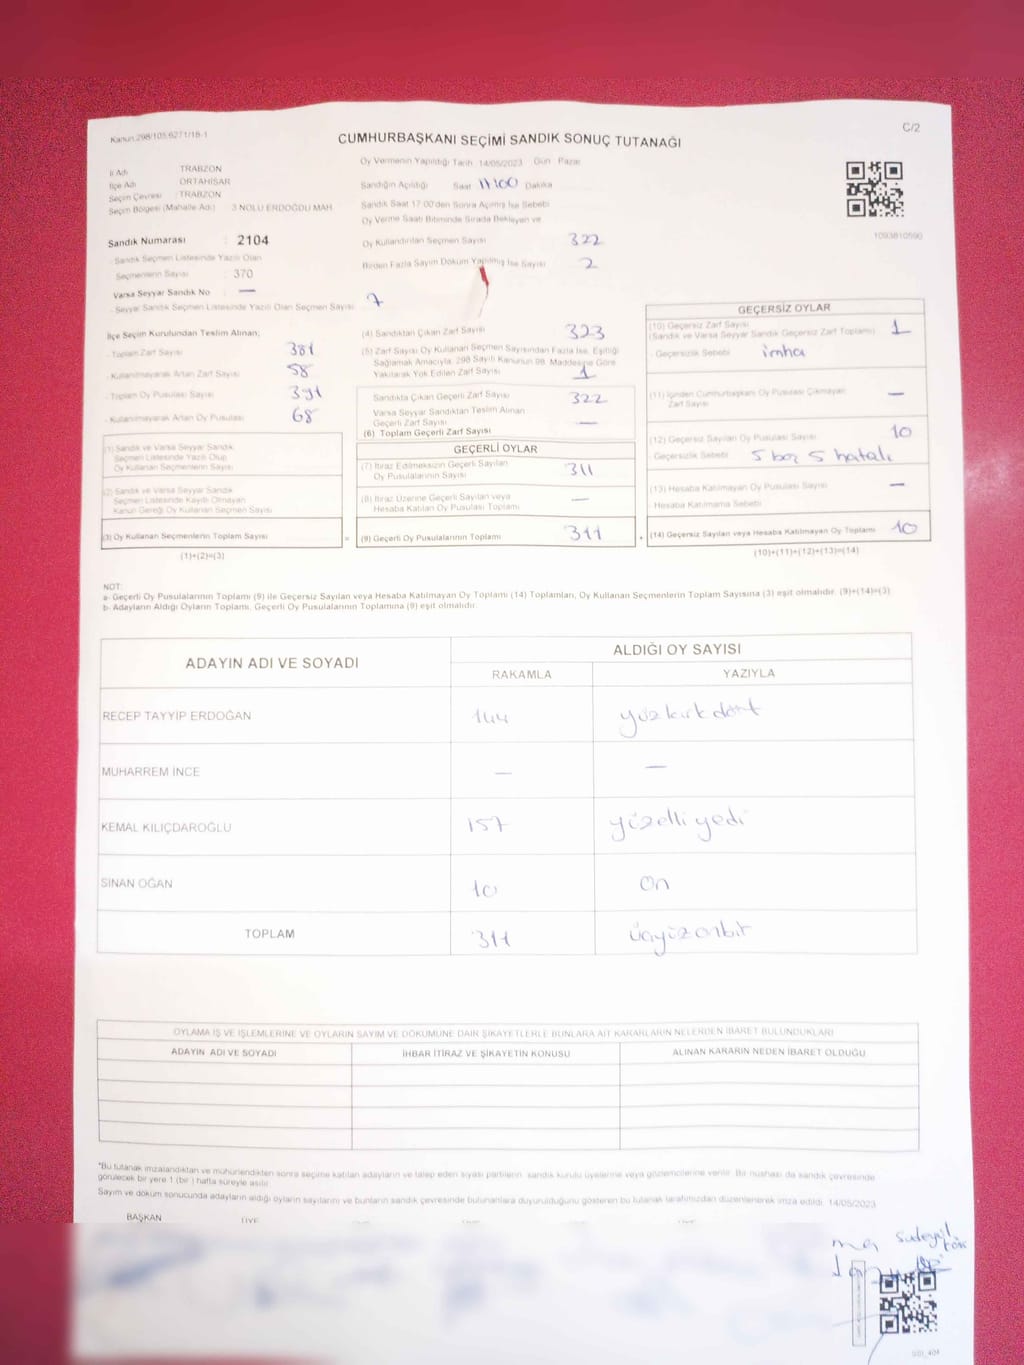 Kanun 298/105.6271/18-1
C/2
CUMHURBAŞKANI SEÇİMİ SANDIK SONUÇ TUTANAĞI
İl Adı TRABZON
İlçe Adı ORTAHİSAR
Seçim Çevresi : TRABZON
Seçim Bölgesi (Mahalle Adı) 3 NOLU ERDOĞDU MAH.
Sandık Numarası : 2104
- Sandık Seçmen Listesinde Yazılı Olan
Seçmenlerin Sayısı : 370
Varsa Seyyar Sandık No : —
- Seyyar Sandık Seçmen Listesinde Yazılı Olan Seçmen Sayısı : 7
Oy Vermenin Yapıldığı Tarih 14/05/2023 Gün Pazar
Sandığın Açıldığı Saat 17:00 Dakika
Sandık Saat 17:00'den Sonra Açılmış İse Sebebi
Oy Verme Saati Bitiminde Sırada Bekleyen ve
Oy Kullandırılan Seçmen Sayısı 322
Birden Fazla Sayım Döküm Yapılmış İse Sayısı 2
1093810590
İlçe Seçim Kurulundan Teslim Alınan;
- Toplam Zarf Sayısı 381
- Kullanılmayarak Artan Zarf Sayısı 58
- Toplam Oy Pusulası Sayısı 391
- Kullanılmayarak Artan Oy Pusulası 68
(1) Sandık ve Varsa Seyyar Sandık
Seçmen Listesinde Yazılı Olup
Oy Kullanan Seçmenlerin Sayısı
(2) Sandık ve Varsa Seyyar Sandık
Seçmen Listesinde Kayıtlı Olmayan
Kanun Gereği Oy Kullanan Seçmen Sayısı
(3) Oy Kullanan Seçmenlerin Toplam Sayısı =
(1)+(2)=(3)
(4) Sandıktan Çıkan Zarf Sayısı 323
(5) Zarf Sayısı Oy Kullanan Seçmen Sayısından Fazla İse, Eşitliği
Sağlamak Amacıyla, 298 Sayılı Kanunun 98. Maddesine Göre
Yakılarak Yok Edilen Zarf Sayısı 1
Sandıkta Çıkan Geçerli Zarf Sayısı 322
Varsa Seyyar Sandıktan Teslim Alınan
Geçerli Zarf Sayısı —
(6) Toplam Geçerli Zarf Sayısı
GEÇERLİ OYLAR
(7) İtiraz Edilmeksizin Geçerli Sayılan
Oy Pusulalarının Sayısı 311
(8) İtiraz Üzerine Geçerli Sayılan veya
Hesaba Katılan Oy Pusulası Toplamı —
(9) Geçerli Oy Pusulalarının Toplamı 311 +
GEÇERSİZ OYLAR
(10) Geçersiz Zarf Sayısı
(Sandık ve Varsa Seyyar Sandık Geçersiz Zarf Toplamı) 1
- Geçersizlik Sebebi imha
(11) İçinden Cumhurbaşkanı Oy Pusulası Çıkmayan
Zarf Sayısı —
(12) Geçersiz Sayılan Oy Pusulası Sayısı 10
- Geçersizlik Sebebi 5 boş 5 hatalı
(13) Hesaba Katılmayan Oy Pusulası Sayısı —
Hesaba Katılmama Sebebi
(14) Geçersiz Sayılan veya Hesaba Katılmayan Oy Toplamı 10
(10)+(11)+(12)+(13)=(14)
NOT:
a- Geçerli Oy Pusulalarının Toplamı (9) ile Geçersiz Sayılan veya Hesaba Katılmayan Oy Toplamı (14) Toplamları, Oy Kullanan Seçmenlerin Toplam Sayısına (3) eşit olmalıdır. (9)+(14)=(3)
b- Adayların Aldığı Oyların Toplamı, Geçerli Oy Pusulalarının Toplamına (9) eşit olmalıdır.
ADAYIN ADI VE SOYADI
ALDIĞI OY SAYISI
RAKAMLA YAZIYLA
RECEP TAYYİP ERDOĞAN 144 yüzkırkdört
MUHARREM İNCE — —
KEMAL KILIÇDAROĞLU 157 yüzelliyedi
SİNAN OĞAN 10 on
TOPLAM 311 üçyüzonbir
OYLAMA İŞ VE İŞLEMLERİNE VE OYLARIN SAYIM VE DÖKÜMÜNE DAİR ŞİKAYETLERLE BUNLARA AİT KARARLARIN NELERDEN İBARET BULUNDUKLARI
ADAYIN ADI VE SOYADI İHBAR İTİRAZ VE ŞİKAYETİN KONUSU ALINAN KARARIN NEDEN İBARET OLDUĞU
*Bu tutanak imzalandıktan ve mühürlendikten sonra seçime katılan adayların ve talep eden siyasi partilerin sandık kurulu üyelerine veya gözlemcilerine verilir. Bir nüshası da sandık çevresinde
görülecek bir yere 1 (bir) hafta süreyle asılır.
Sayım ve döküm sonucunda adayların aldığı oyların sayılarını ve bunların sandık çevresinde bulunanlara duyurulduğunu gösteren bu tutanak tarafımızdan düzenlenerek imza edildi. 14/05/2023
BAŞKAN ÜYE